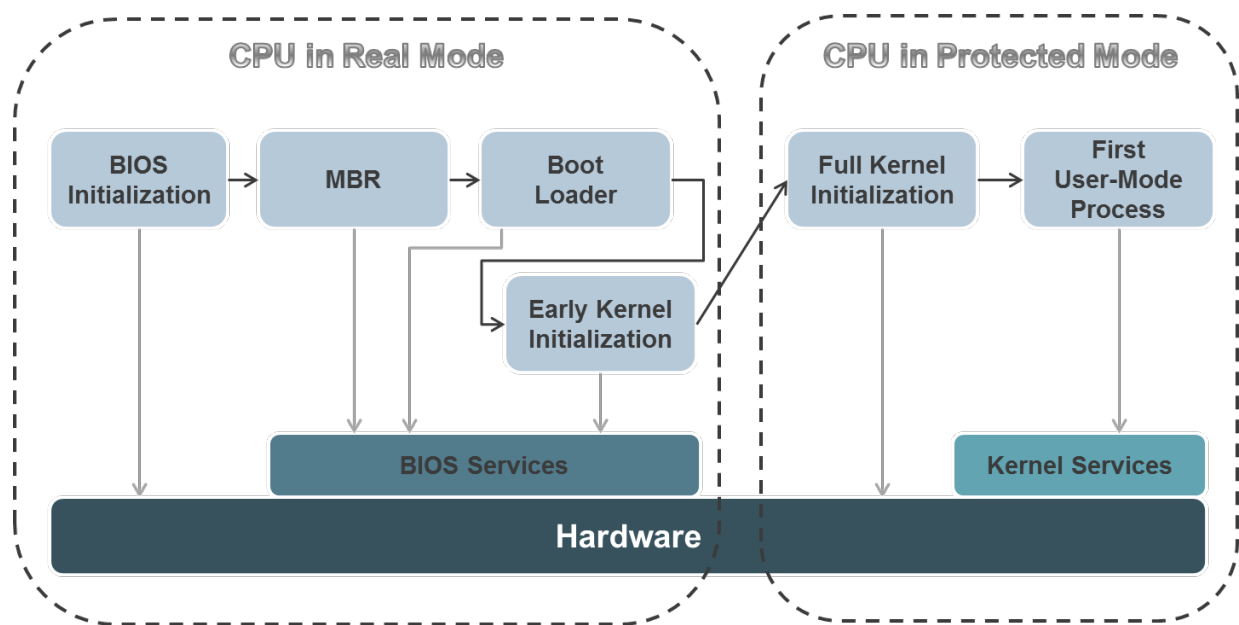 CPU in Real Mode
CPU in Protected Mode
BIOS
Initialization
MBR
Boot
Loader
Full Kernel
Initialization
First
User-Mode
Process
Early Kernel
Initialization
BIOS Services
Kernel Services
Hardware